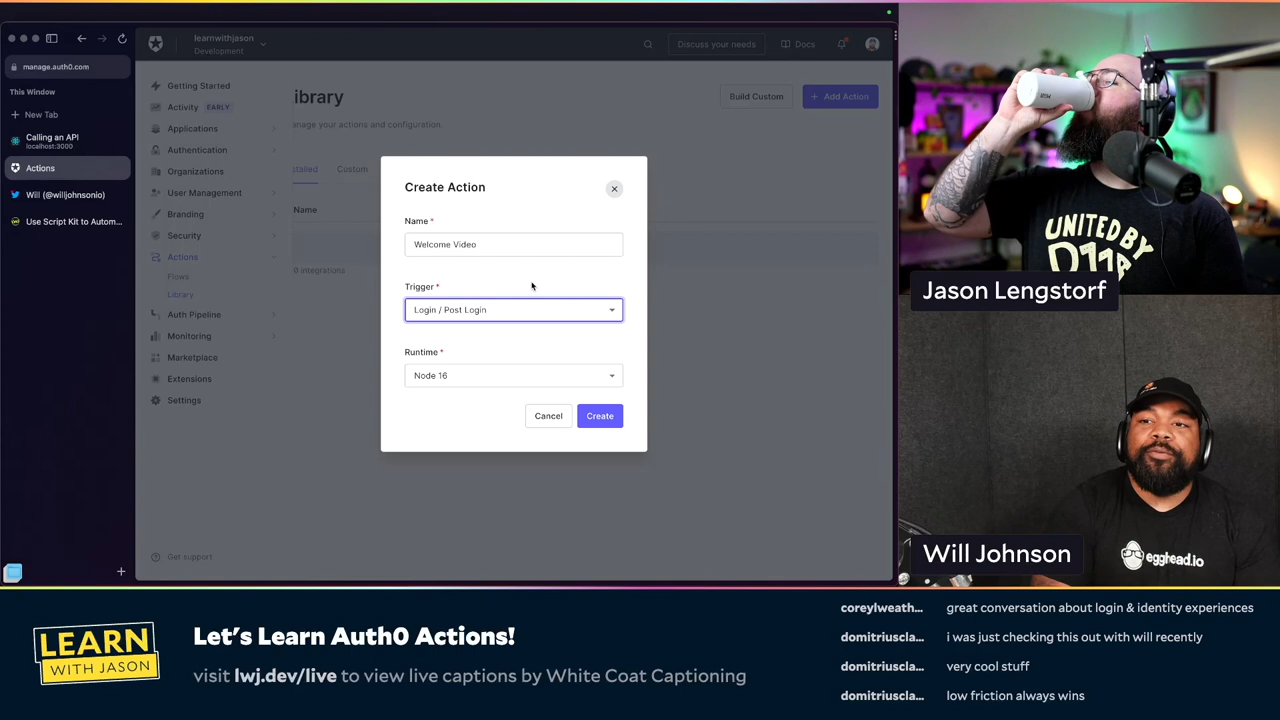 learnwithjason
Development
Discuss your needs
Docs
manage.auth0.com
This Window
New Tab
Calling an API
localhost:3000
Actions
Will (@willjohnsonio)
Use Script Kit to Autom...
Getting Started
Activity EARLY
Applications
Authentication
Organizations
User Management
Branding
Security
Actions
Flows
Library
Auth Pipeline
Monitoring
Marketplace
Extensions
Settings
Get support
ibrary
Build Custom
+ Add Action
nage your actions and configuration.
talled
Custom
Name
0 integrations
Create Action
Name *
Welcome Video
Trigger *
Login / Post Login
Runtime *
Node 16
Cancel
Create
UNITED BY
Jason Lengstorf
egghead.io
Will Johnson
LEARN
WITH JASON
Let's Learn Auth0 Actions!
visit lwj.dev/live to view live captions by White Coat Captioning
coreylweath... great conversation about login & identity experiences
domitriuscla... i was just checking this out with will recently
domitriuscla... very cool stuff
domitriuscla... low friction always wins